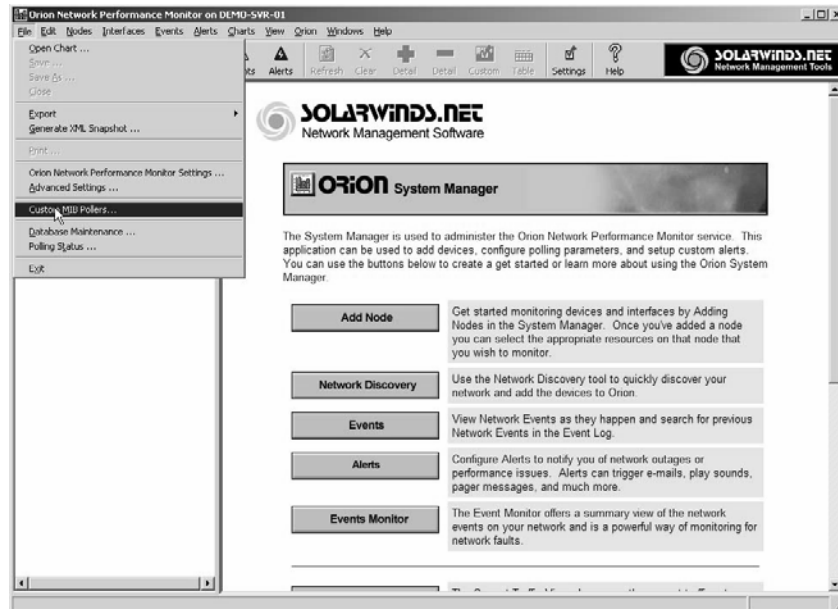 Orion Network Performance Monitor on DEMO-SVR-01
File Edit Nodes Interfaces Events Alerts Charts View Orion Windows Help
Open Chart ...
Save ...
Save As ...
Close
Export
Generate XML Snapshot ...
Print ...
Orion Network Performance Monitor Settings ...
Advanced Settings ...
Custom MIB Pollers...
Database Maintenance ...
Polling Status ...
Exit
Alerts Refresh Clear Detail Detail Custom Table Settings Help
SOLARWINDS.NET
Network Management Tools
SOLARWINDS.NET
Network Management Software
ORION System Manager
The System Manager is used to administer the Orion Network Performance Monitor service. This
application can be used to add devices, configure polling parameters, and setup custom alerts.
You can use the buttons below to create a get started or learn more about using the Orion System
Manager.
Add Node
Get started monitoring devices and interfaces by Adding
Nodes in the System Manager. Once you've added a node
you can select the appropriate resources on that node that
you wish to monitor.
Network Discovery
Use the Network Discovery tool to quickly discover your
network and add the devices to Orion.
Events
View Network Events as they happen and search for previous
Network Events in the Event Log.
Alerts
Configure Alerts to notify you of network outages or
performance issues. Alerts can trigger e-mails, play sounds,
pager messages, and much more.
Events Monitor
The Event Monitor offers a summary view of the network
events on your network and is a powerful way of monitoring for
network faults.